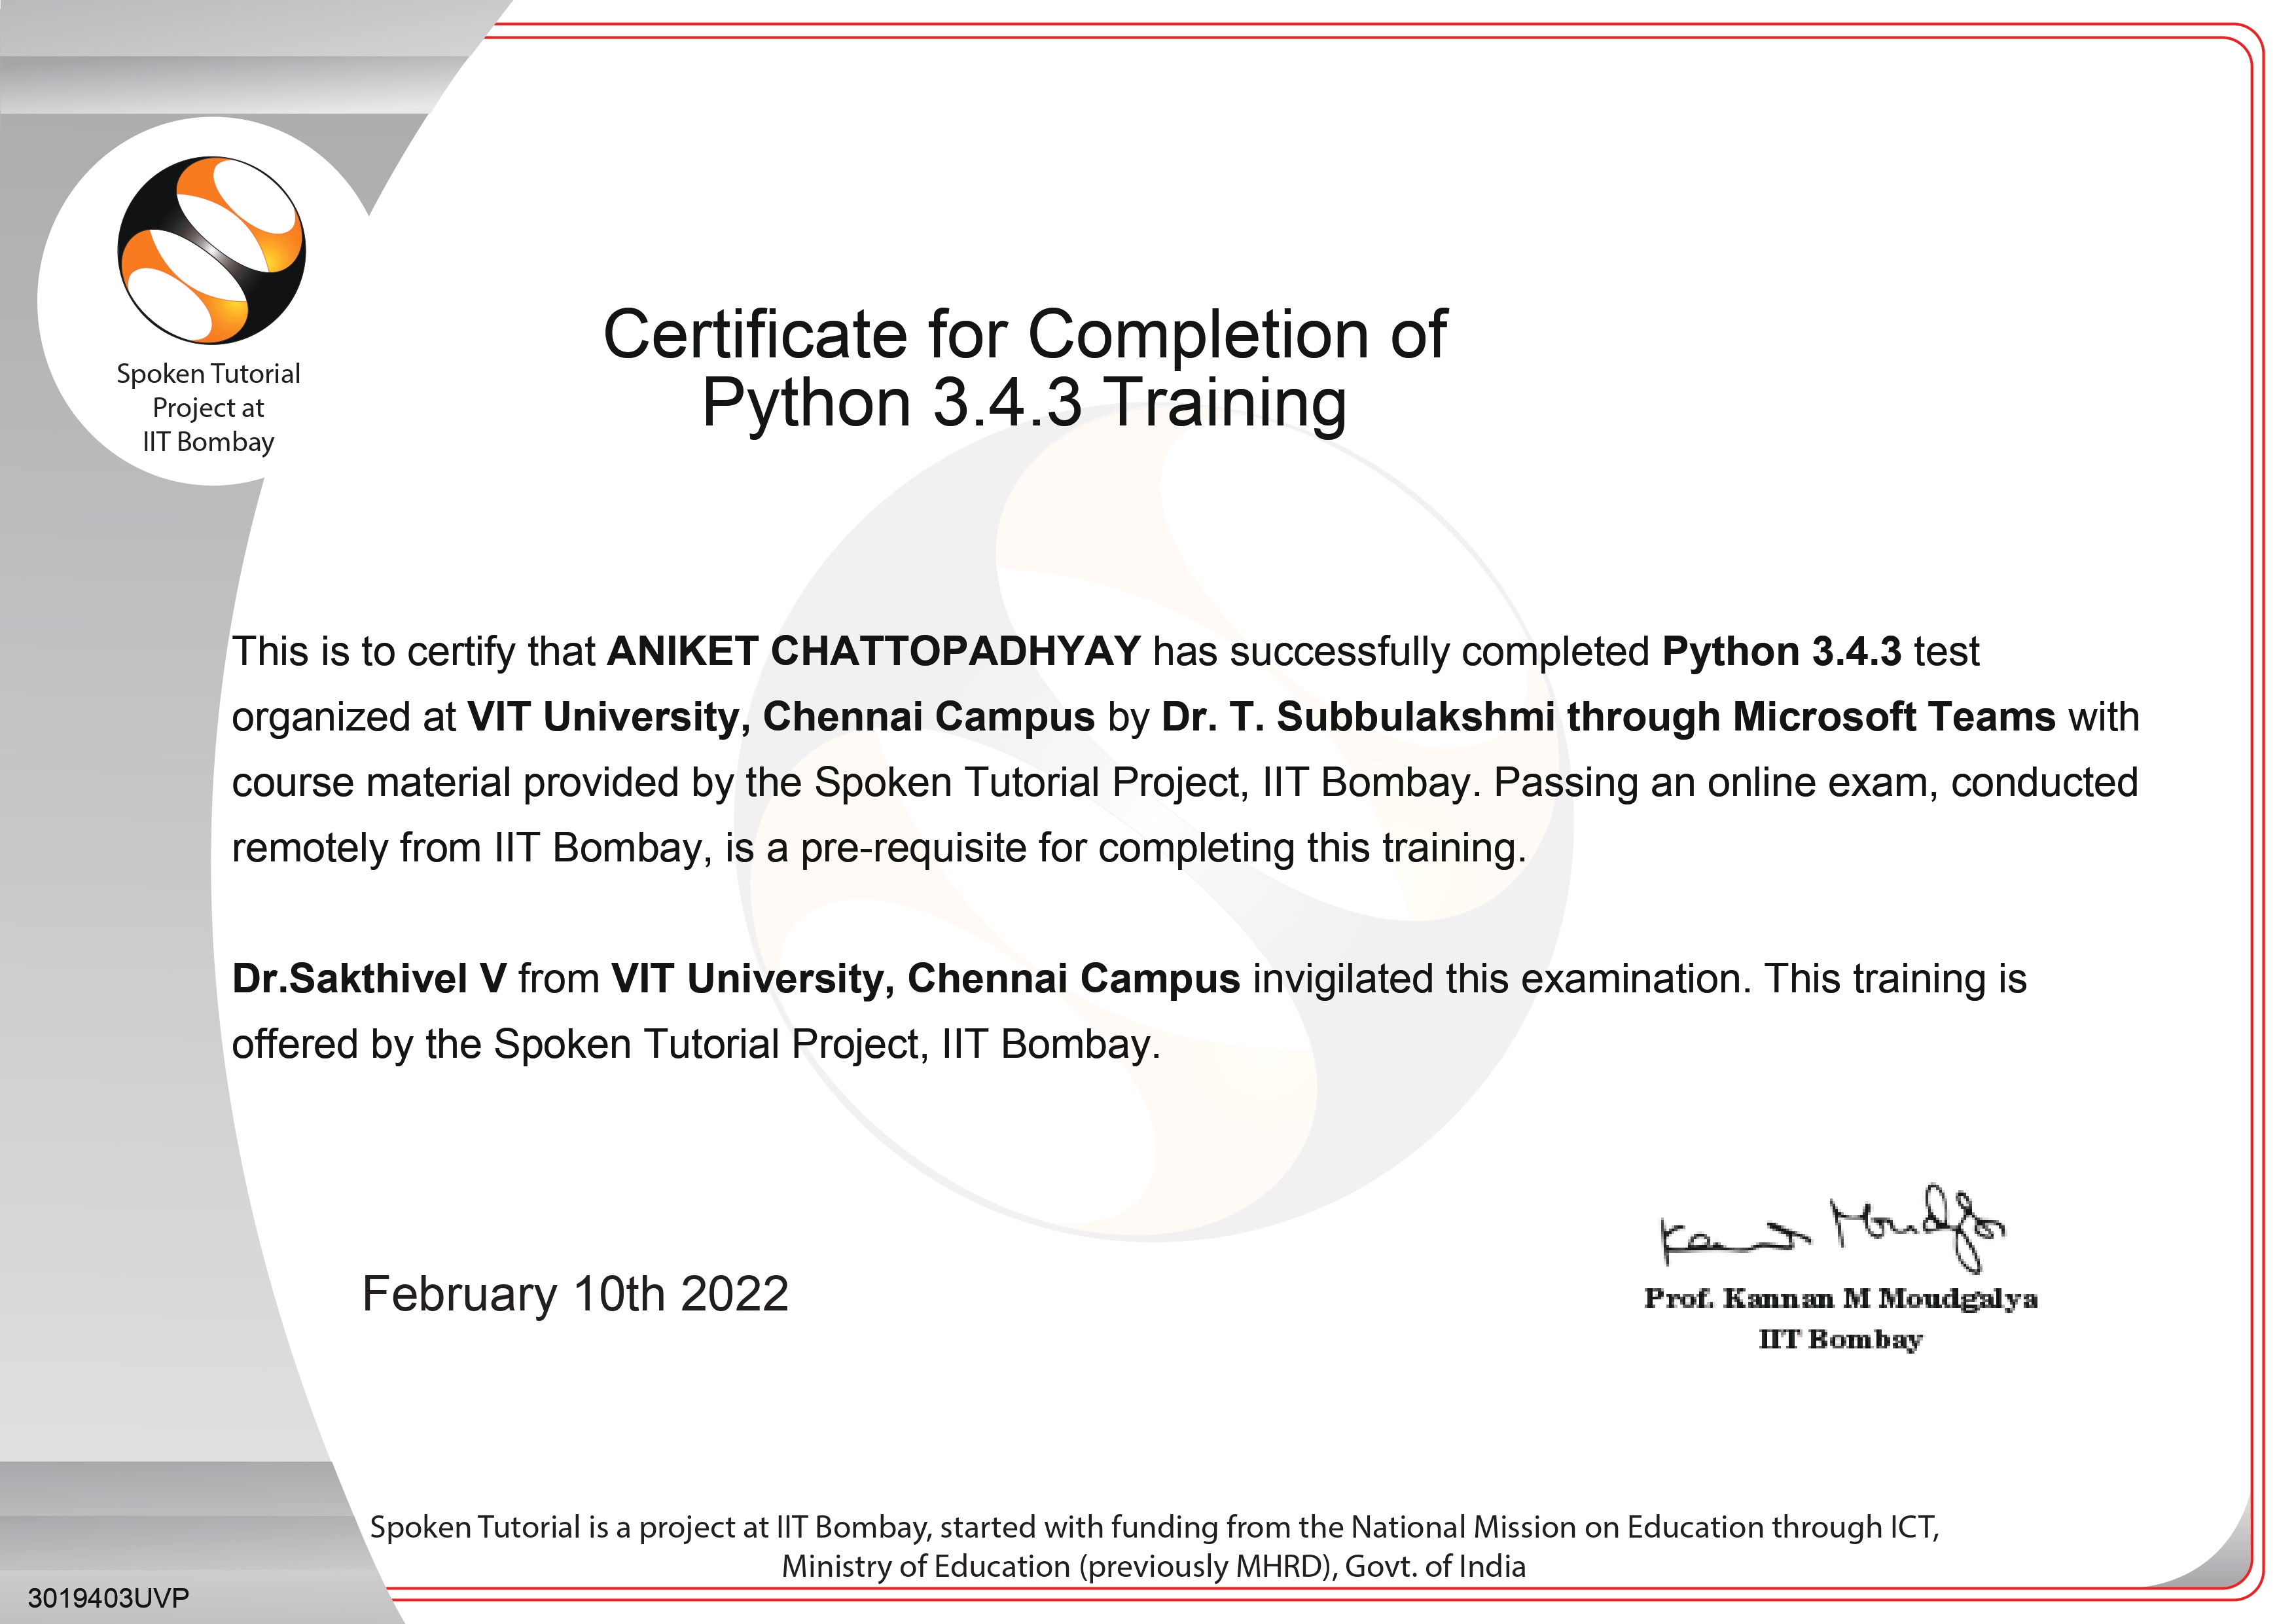 Spoken Tutorial
Project at
IIT Bombay
Certificate for Completion of
Python 3.4.3 Training
This is to certify that ANIKET CHATTOPADHYAY has successfully completed Python 3.4.3 test
organized at VIT University, Chennai Campus by Dr. T. Subbulakshmi through Microsoft Teams with
course material provided by the Spoken Tutorial Project, IIT Bombay. Passing an online exam, conducted
remotely from IIT Bombay, is a pre-requisite for completing this training.
Dr.Sakthivel V from VIT University, Chennai Campus invigilated this examination. This training is
offered by the Spoken Tutorial Project, IIT Bombay.
February 10th 2022
Kannan Moudgalya
Prof. Kannan M Moudgalya
IIT Bombay
Spoken Tutorial is a project at IIT Bombay, started with funding from the National Mission on Education through ICT,
Ministry of Education (previously MHRD), Govt. of India
3019403UVP